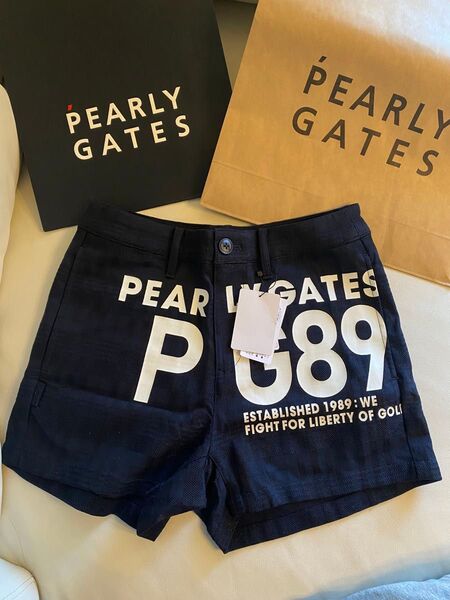 PEARLY
GATES
PEARLY
GATES
PEARLY GATES
PG89
ESTABLISHED 1989: WE
FIGHT FOR LIBERTY OF GOLF